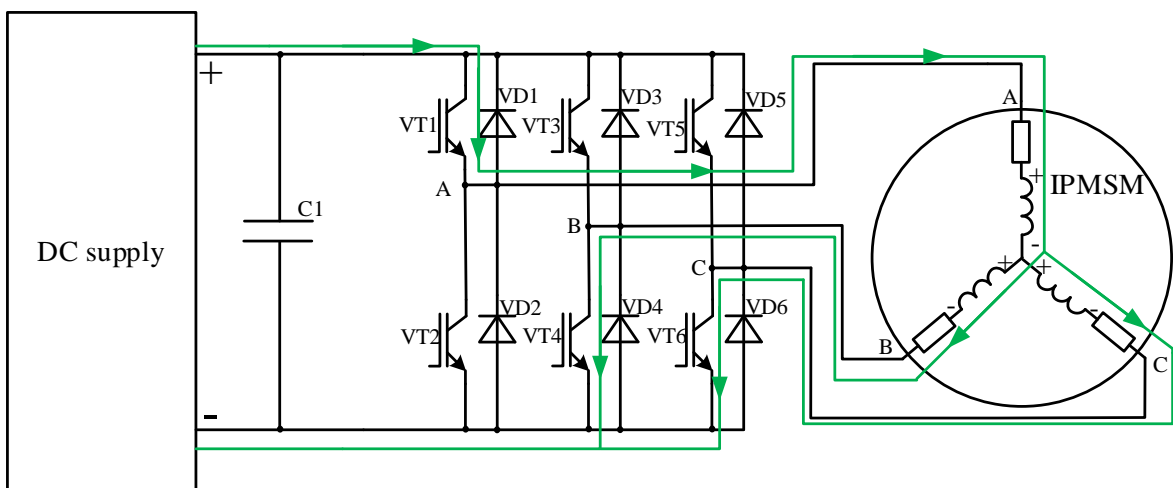 +
DC supply
-
C1
VT1
VD1
VT3
VD3
VT5
VD5
A
B
C
VT2
VD2
VT4
VD4
VT6
VD6
A
+
IPMSM
-
+
+
-
-
B
C